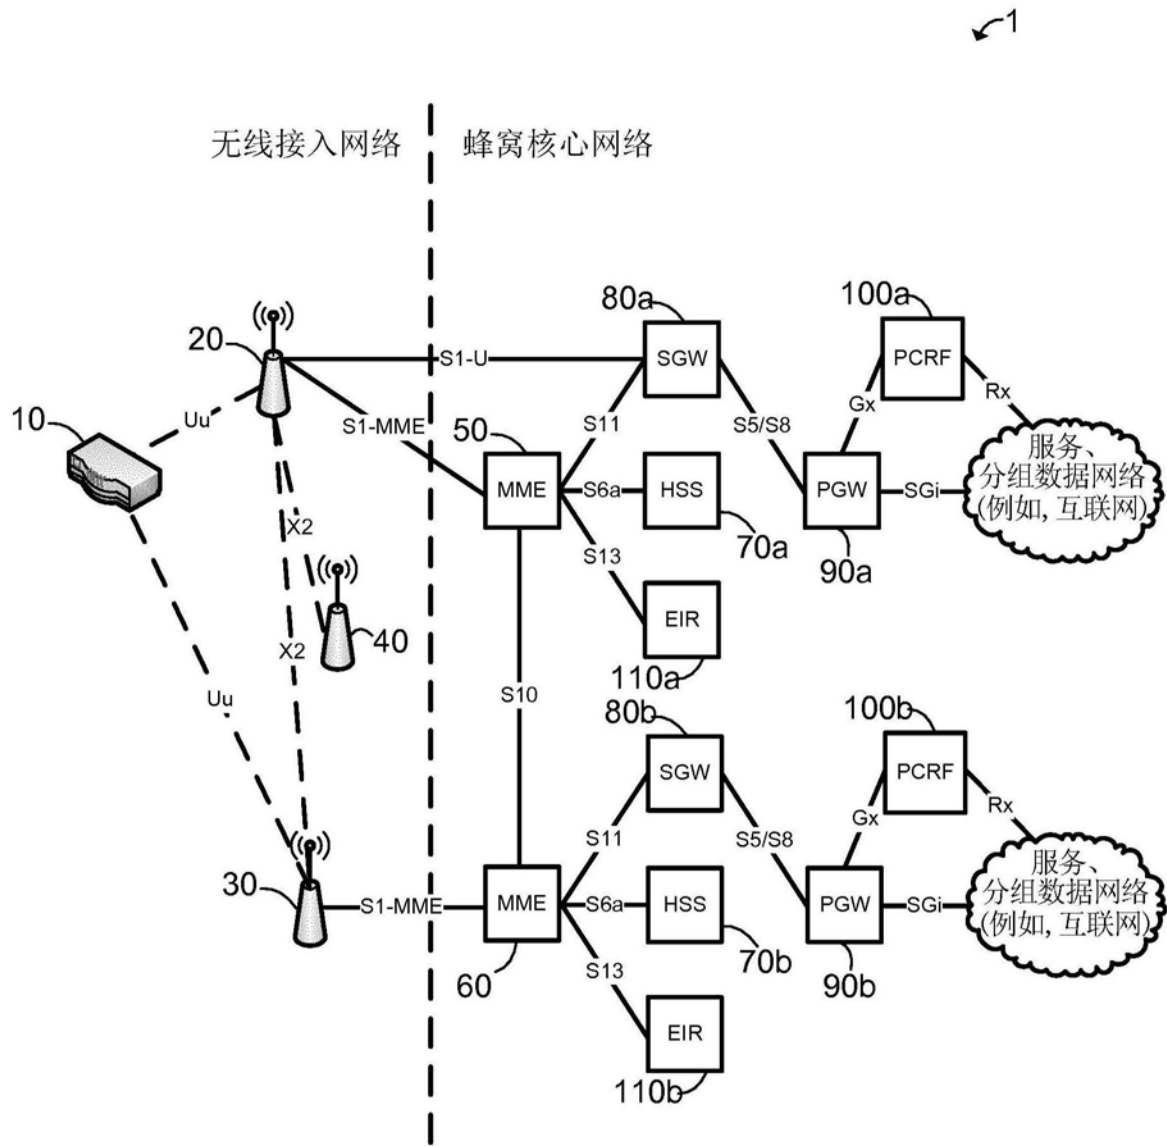 1
无线接入网络
蜂窝核心网络
80a
100a
20
SGW
PCRF
S1-U
Rx
10
Uu
S1-MME
50
S11
S5/S8
Gx
服务、
分组数据网络
(例如, 互联网)
MME
S6a
HSS
PGW
SGi
X2
S13
70a
90a
40
EIR
X2
110a
Uu
S10
80b
100b
SGW
PCRF
Rx
S11
S5/S8
Gx
服务、
分组数据网络
(例如, 互联网)
30
S1-MME
MME
S6a
HSS
PGW
SGi
60
S13
70b
90b
EIR
110b